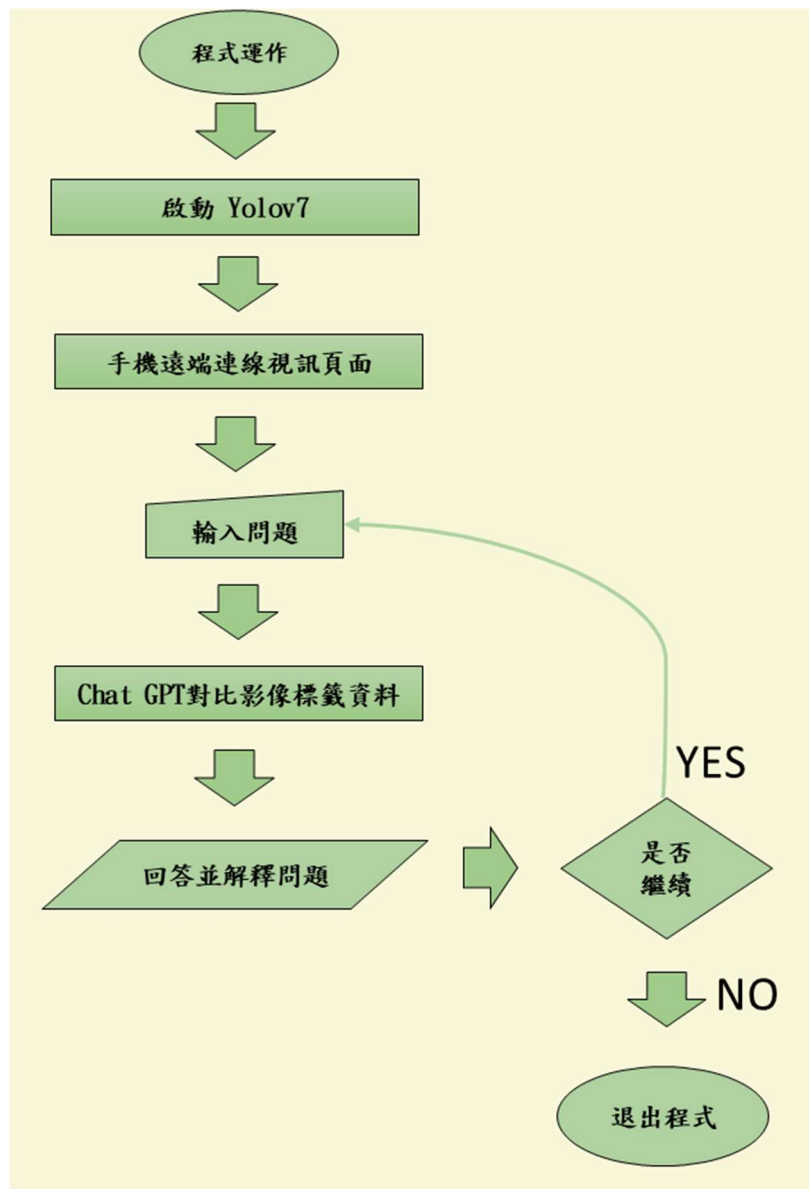 程式運作
啟動 Yolov7
手機遠端連線視訊頁面
輸入問題
Chat GPT對比影像標籤資料
回答並解釋問題
YES
是否
繼續
NO
退出程式